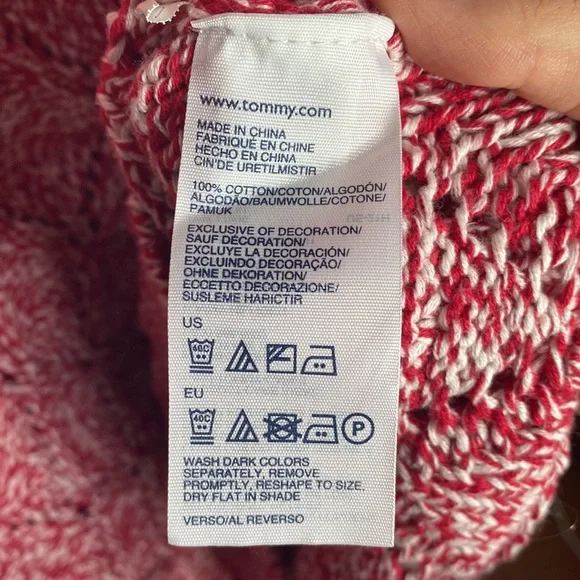 www.tommy.com
MADE IN CHINA
FABRIQUÉ EN CHINE
HECHO EN CHINA
CIN'DE URETILMISTIR
100% COTTON/COTON/ALGODÓN/
ALGODÃO/BAUMWOLLE/COTONE/
PAMUK
EXCLUSIVE OF DECORATION/
SAUF DÉCORATION/
EXCLUYE LA DECORACIÓN/
EXCLUINDO DECORAÇÃO/
OHNE DEKORATION/
ECCETTO DECORAZIONE/
SUSLEME HARICTIR
US
40C
EU
40C P
WASH DARK COLORS
SEPARATELY, REMOVE
PROMPTLY, RESHAPE TO SIZE.
DRY FLAT IN SHADE
VERSO/AL REVERSO